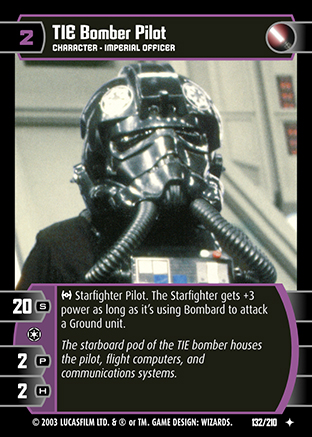 2 TIE Bomber Pilot
CHARACTER - IMPERIAL OFFICER
20 S
Starfighter Pilot. The Starfighter gets +3
power as long as it's using Bombard to attack
a Ground unit.
2 P
The starboard pod of the TIE bomber houses
the pilot, flight computers, and
communications systems.
2 H
© 2003 LUCASFILM LTD. & ® or TM. GAME DESIGN: WIZARDS. 132/210